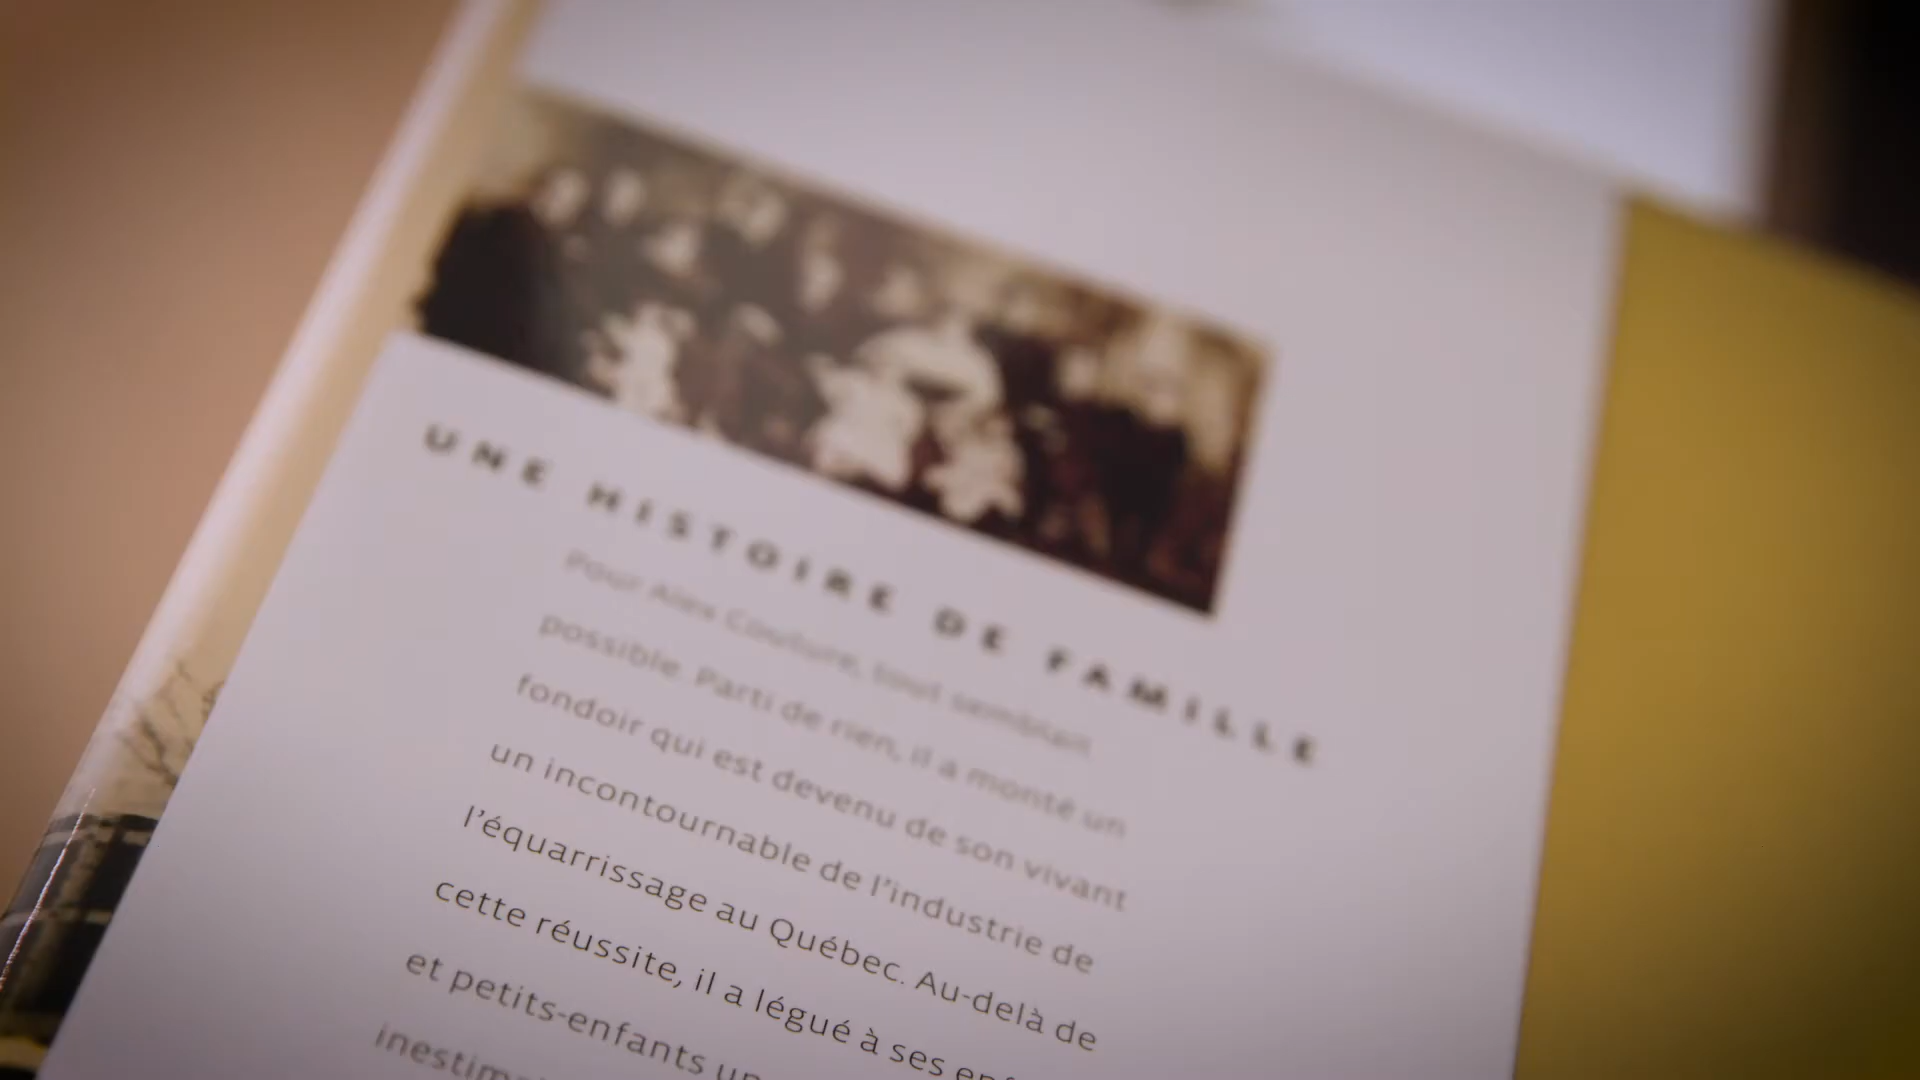 UNE HISTOIRE DE FAMILLE
Pour Alex Couture, tout semblait
possible. Parti de rien, il a monté un
fondoir qui est devenu de son vivant
un incontournable de l'industrie de
l'équarrissage au Québec. Au-delà de
cette réussite, il a légué à ses
et petits-enfants